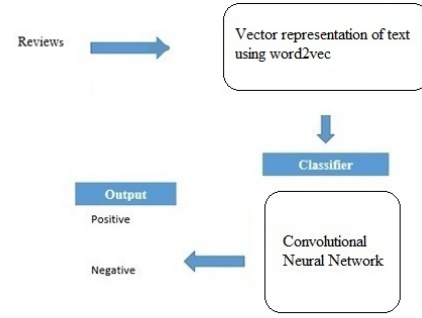 Reviews
Vector representation of text
using word2vec
Classifier
Convolutional
Neural Network
Output
Positive
Negative